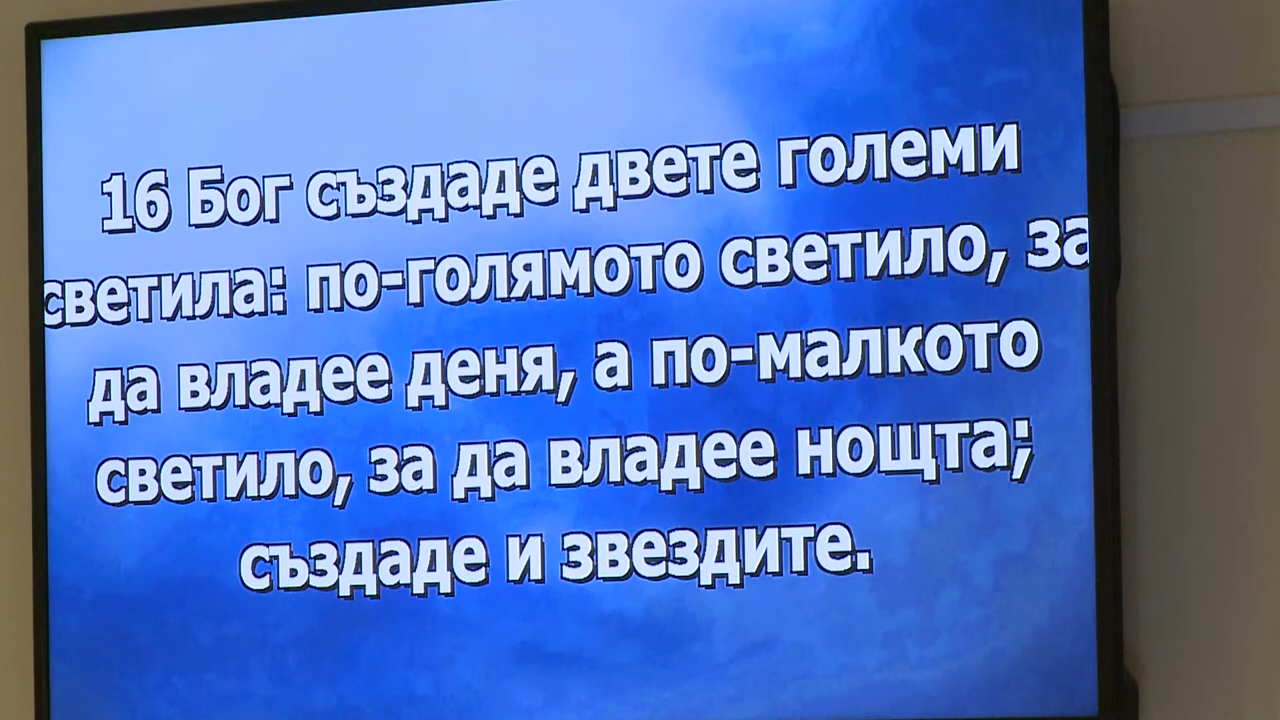 16 Бог създаде двете големи
светила: по-голямото светило, за
да владее деня, а по-малкото
светило, за да владее нощта;
създаде и звездите.